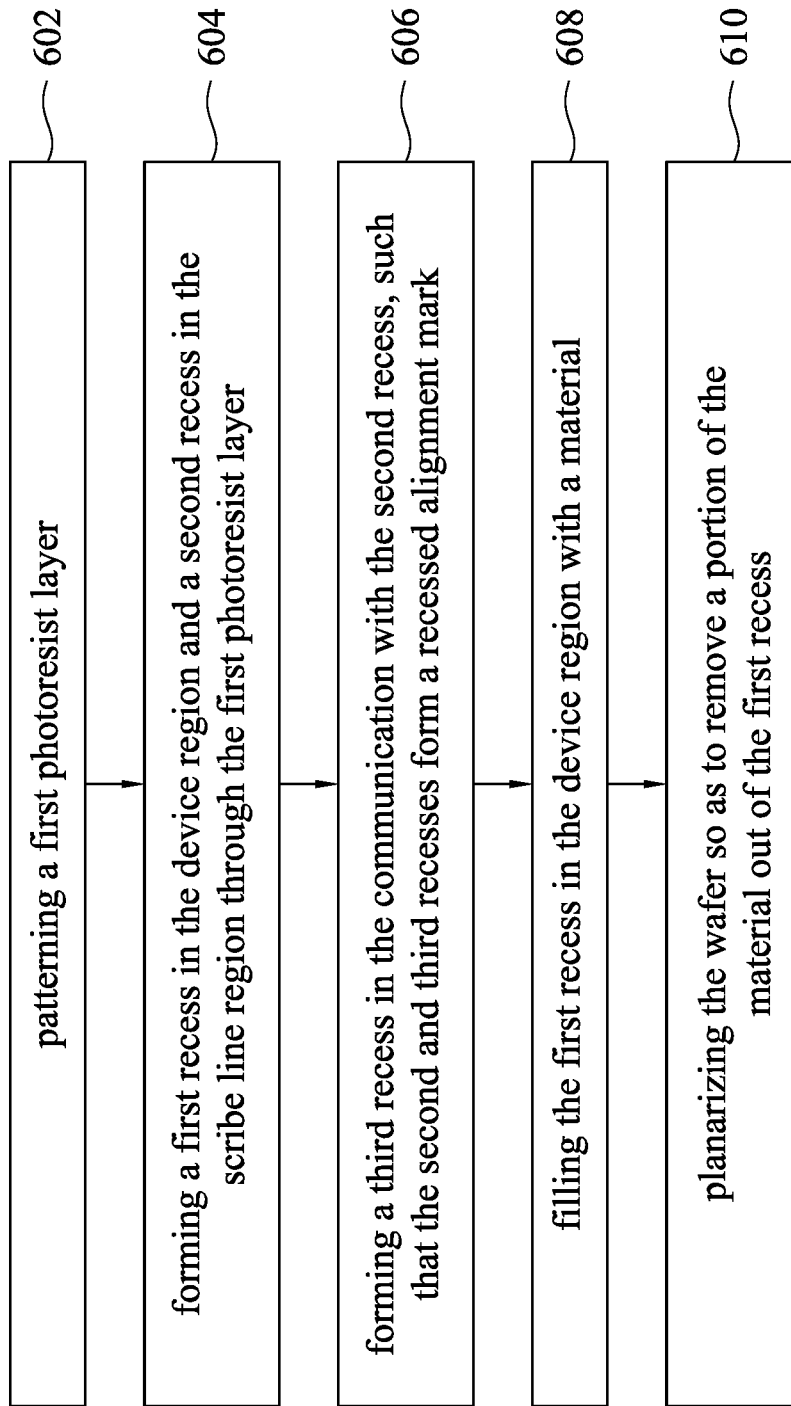 patterning a first photoresist layer
602
forming a first recess in the device region and a second recess in the
scribe line region through the first photoresist layer
604
forming a third recess in the communication with the second recess, such
that the second and third recesses form a recessed alignment mark
606
filling the first recess in the device region with a material
608
planarizing the wafer so as to remove a portion of the
material out of the first recess
610